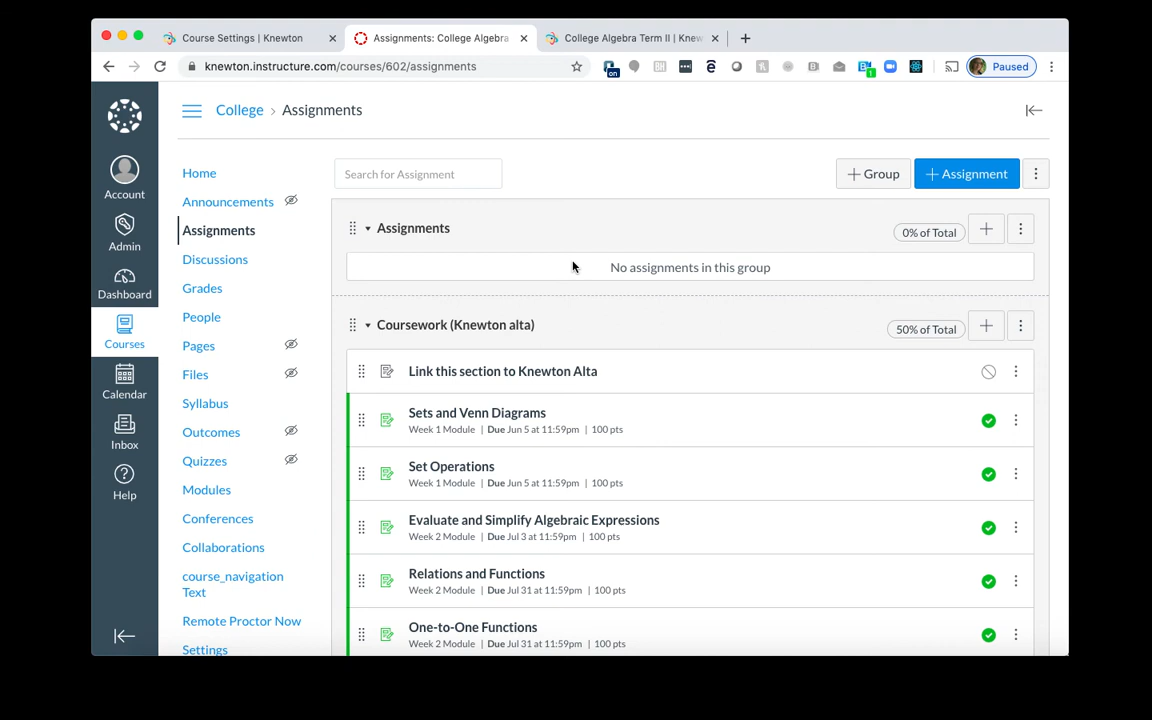 Course Settings | Knewton
Assignments: College Algebra
College Algebra Term II | Knew
knewton.instructure.com/courses/602/assignments
on
1
Paused
College > Assignments
Account
Admin
Dashboard
Courses
Calendar
Inbox
Help
Home
Announcements
Assignments
Discussions
Grades
People
Pages
Files
Syllabus
Outcomes
Quizzes
Modules
Conferences
Collaborations
course_navigation
Text
Remote Proctor Now
Settings
Search for Assignment
+ Group
+ Assignment
Assignments
0% of Total
No assignments in this group
Coursework (Knewton alta)
50% of Total
Link this section to Knewton Alta
Sets and Venn Diagrams
Week 1 Module | Due Jun 5 at 11:59pm | 100 pts
Set Operations
Week 1 Module | Due Jun 5 at 11:59pm | 100 pts
Evaluate and Simplify Algebraic Expressions
Week 2 Module | Due Jul 3 at 11:59pm | 100 pts
Relations and Functions
Week 2 Module | Due Jul 31 at 11:59pm | 100 pts
One-to-One Functions
Week 2 Module | Due Jul 31 at 11:59pm | 100 pts